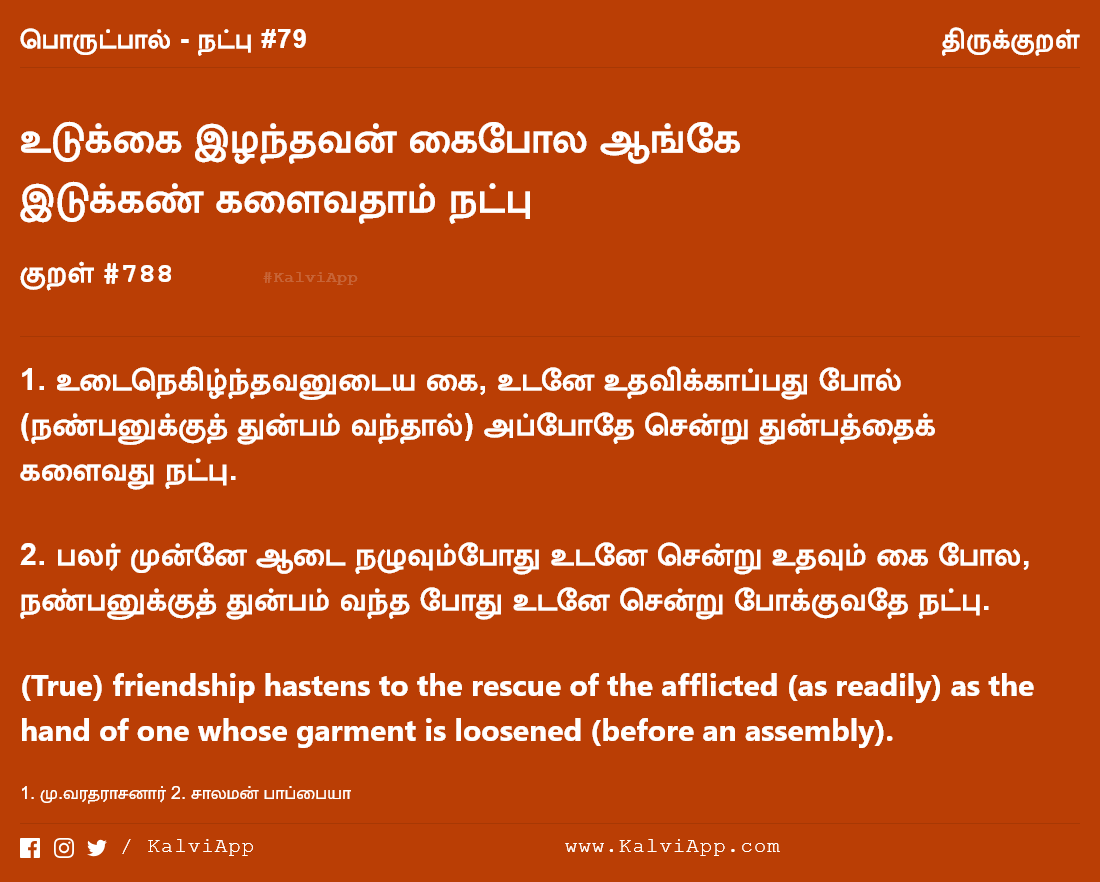 பொருட்பால் - நட்பு #79
திருக்குறள்
உடுக்கை இழந்தவன் கைபோல ஆங்கே
இடுக்கண் களைவதாம் நட்பு
குறள் #788
#KalviApp
1. உடைநெகிழ்ந்தவனுடைய கை, உடனே உதவிக்காப்பது போல்
(நண்பனுக்குத் துன்பம் வந்தால்) அப்போதே சென்று துன்பத்தைக்
களைவது நட்பு.
2. பலர் முன்னே ஆடை நழுவும்போது உடனே சென்று உதவும் கை போல,
நண்பனுக்குத் துன்பம் வந்த போது உடனே சென்று போக்குவதே நட்பு.
(True) friendship hastens to the rescue of the afflicted (as readily) as the
hand of one whose garment is loosened (before an assembly).
1. மு.வரதராசனார் 2. சாலமன் பாப்பையா
/ KalviApp
www.KalviApp.com